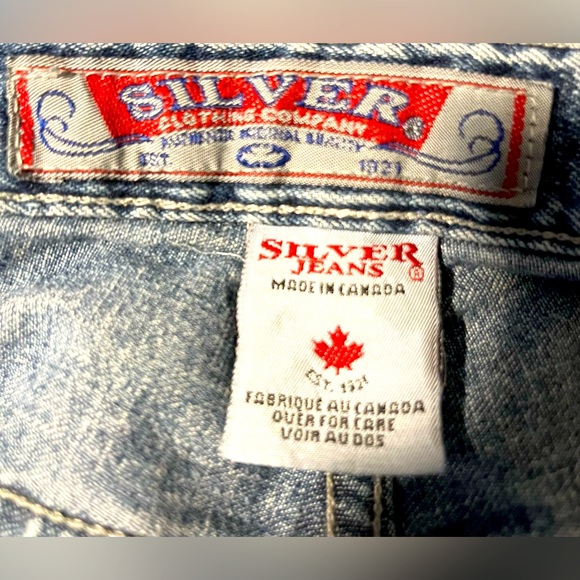 SILVER®
CLOTHING COMPANY
AUTHENTIC ORIGINAL QUALITY
EST. 1921
SILVER
JEANS®
MADE IN CANADA
EST. 1921
FABRIQUÉ AU CANADA
OVER FOR CARE
VOIR AU DOS